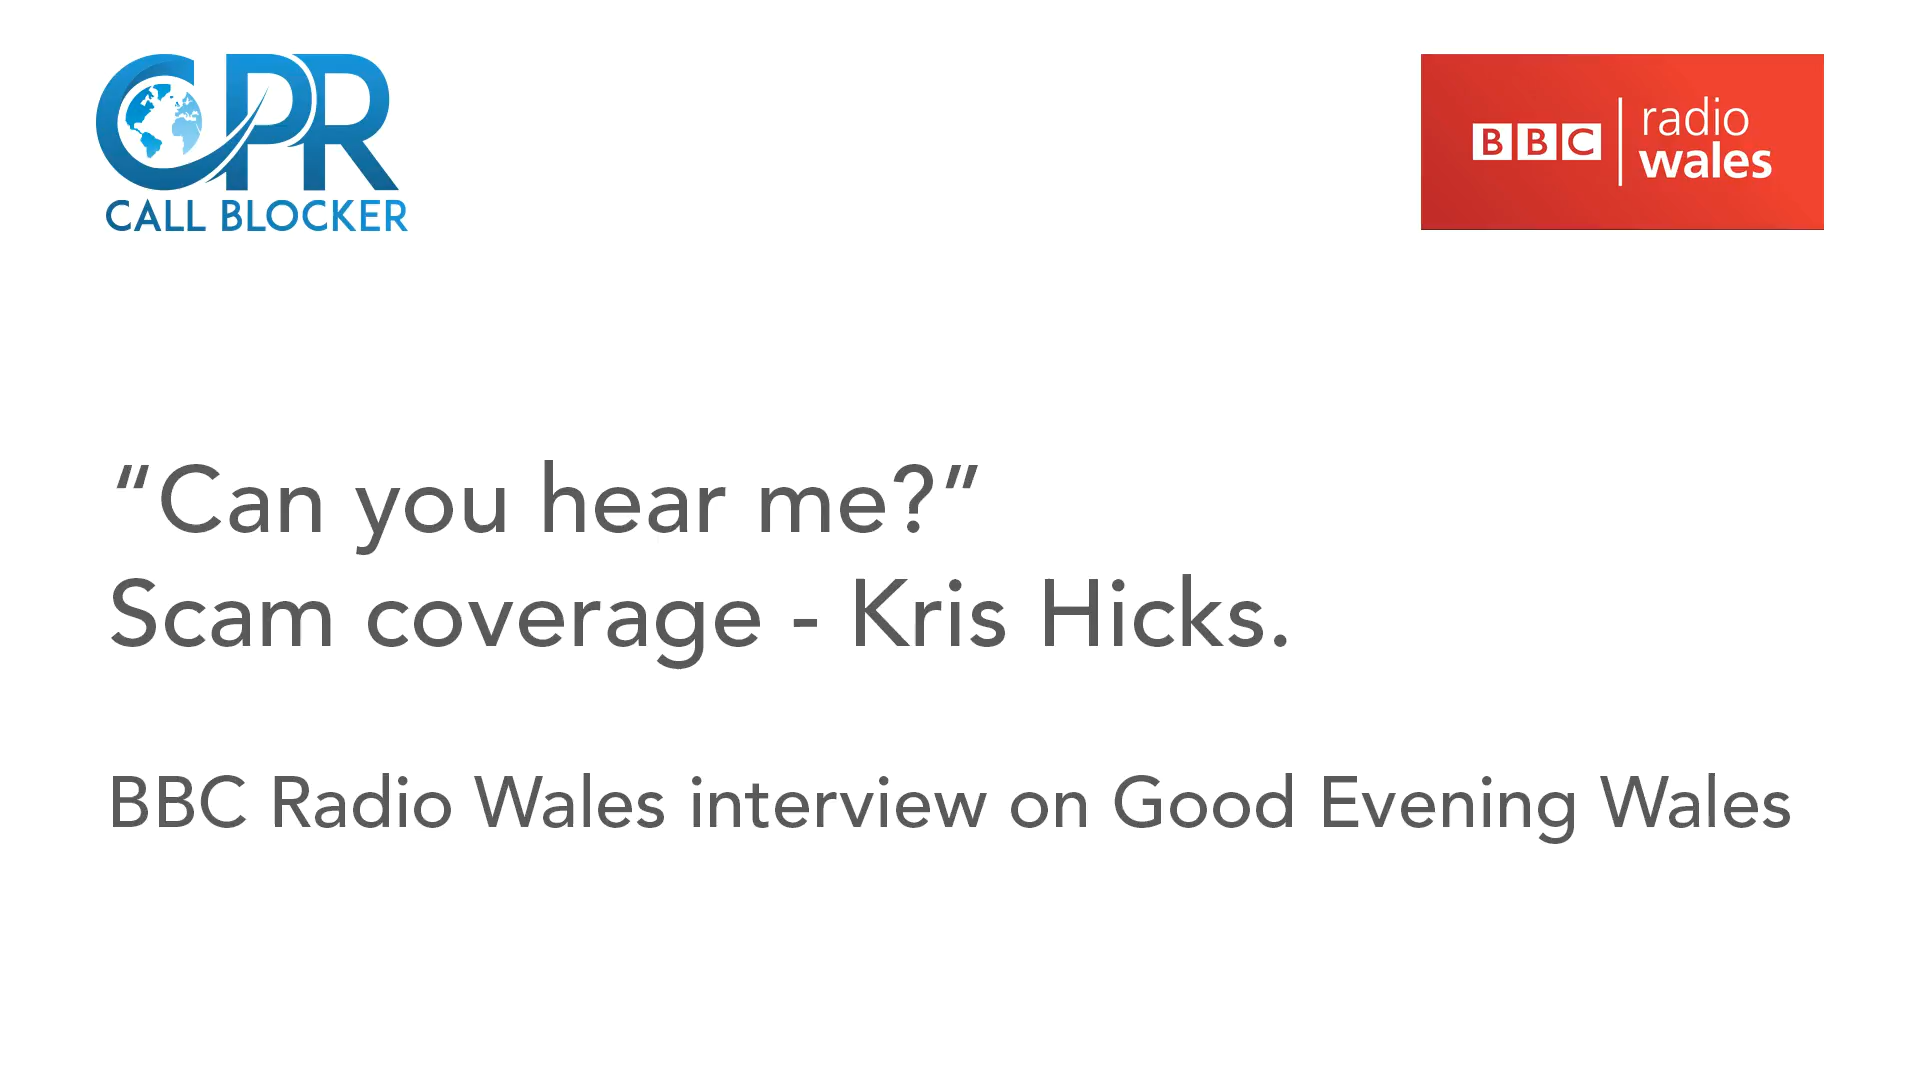 CPR
CALL BLOCKER
BBC radio wales
“Can you hear me?”
Scam coverage - Kris Hicks.
BBC Radio Wales interview on Good Evening Wales